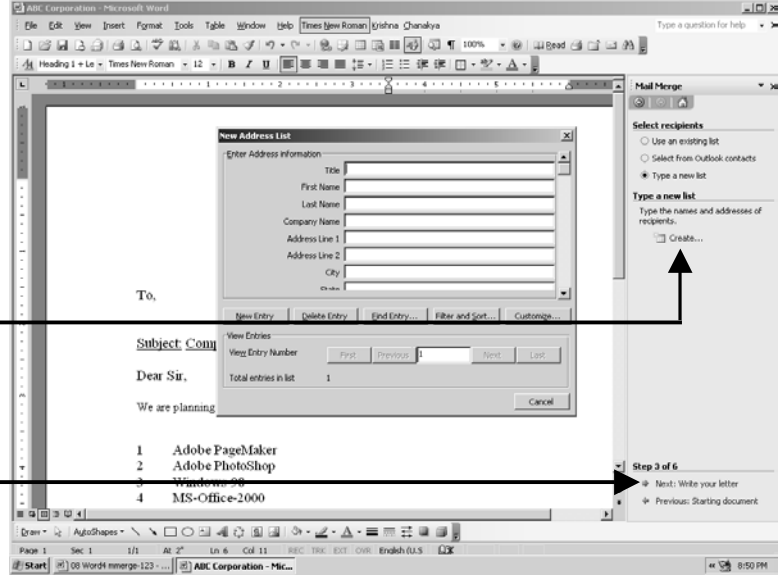 ABC Corporation - Microsoft Word
File Edit View Insert Format Tools Table Window Help Times New Roman Krishna Chanakya Type a question for help
100% Read
Heading 1 + Le Times New Roman 12 B I U
Mail Merge
Select recipients
Use an existing list
Select from Outlook contacts
Type a new list
Type a new list
Type the names and addresses of
recipients.
Create...
New Address List
Enter Address information
Title
First Name
Last Name
Company Name
Address Line 1
Address Line 2
City
State
New Entry Delete Entry Find Entry... Filter and Sort... Customize...
View Entries
View Entry Number First Previous 1 Next Last
Total entries in list 1
Cancel
To,
Subject: Comp
Dear Sir,
We are planning
1 Adobe PageMaker
2 Adobe PhotoShop
3 Windows 98
4 MS-Office-2000
Step 3 of 6
Next: Write your letter
Previous: Starting document
Draw AutoShapes
Page 1 Sec 1 1/1 At 2" Ln 6 Col 11 REC TRK EXT OVR English (U.S
Start 08 Word4 mmerge-123 - ... ABC Corporation - Mic... 8:50 PM